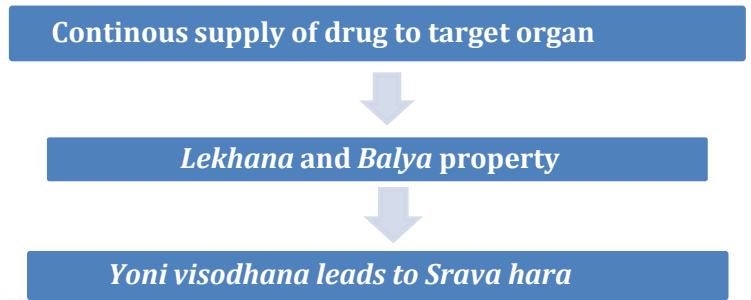 Continous supply of drug to target organ
Lekhana and Balya property
Yoni visodhana leads to Srava hara